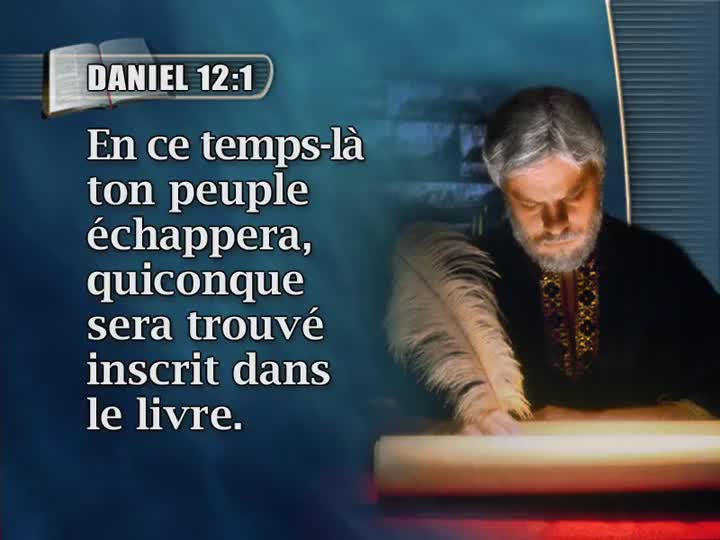 DANIEL 12:1
En ce temps-là
ton peuple
échappera,
quiconque
sera trouvé
inscrit dans
le livre.